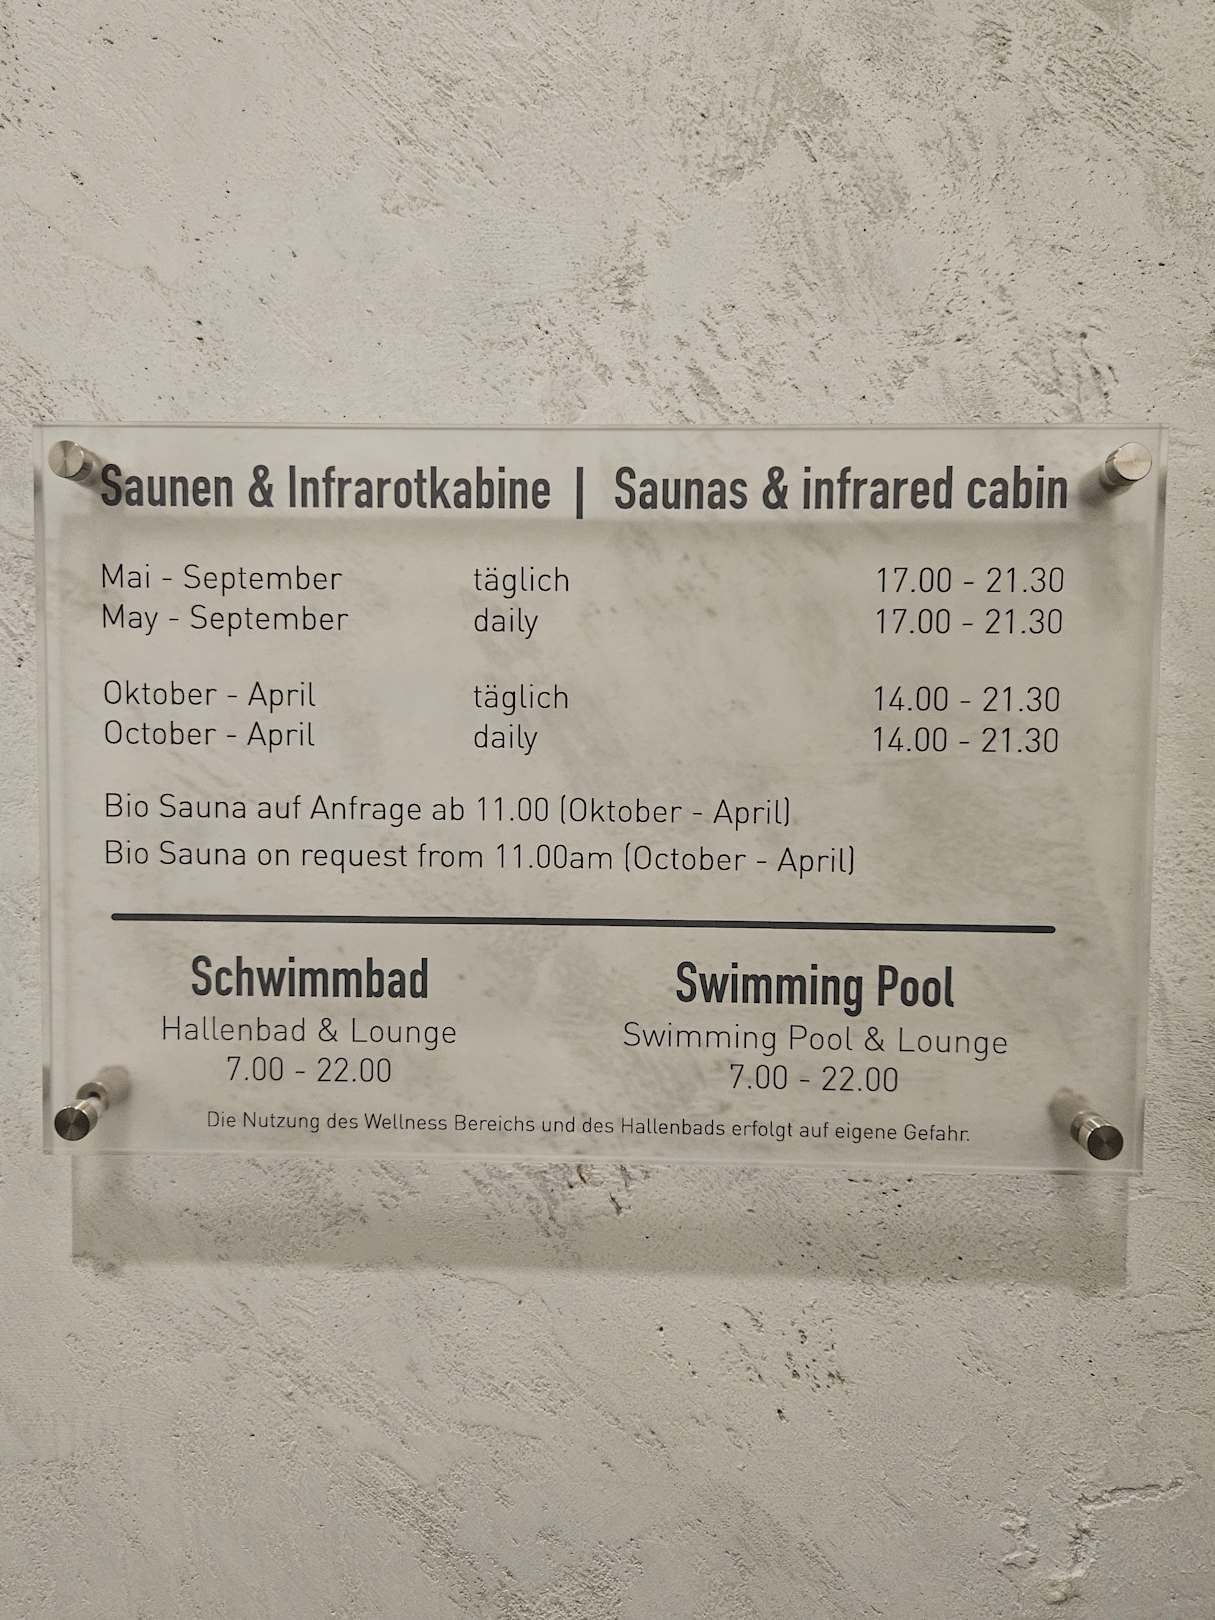 Saunen & Infrarotkabine | Saunas & infrared cabin
Mai - September täglich 17.00 - 21.30
May - September daily 17.00 - 21.30
Oktober - April täglich 14.00 - 21.30
October - April daily 14.00 - 21.30
Bio Sauna auf Anfrage ab 11.00 (Oktober - April)
Bio Sauna on request from 11.00am (October - April)
Schwimmbad
Hallenbad & Lounge
7.00 - 22.00
Swimming Pool
Swimming Pool & Lounge
7.00 - 22.00
Die Nutzung des Wellness Bereichs und des Hallenbads erfolgt auf eigene Gefahr.